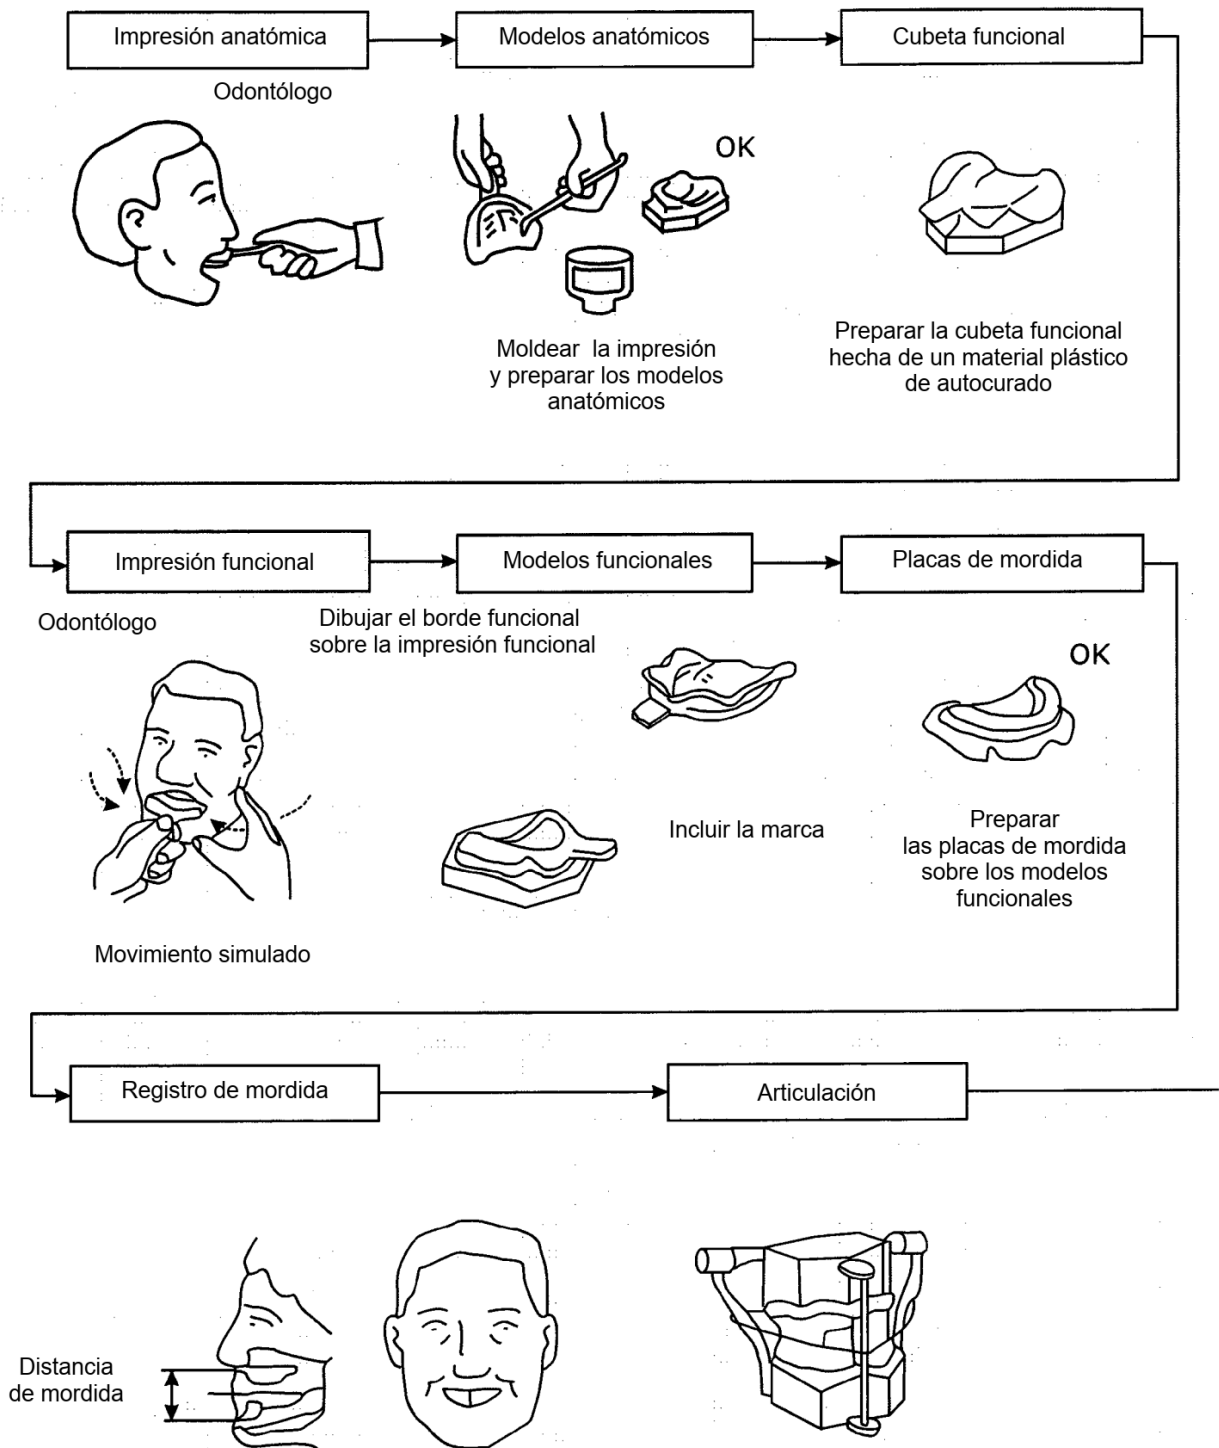 Impresión anatómica
Modelos anatómicos
Cubeta funcional
Odontólogo
OK
Moldear la impresión
y preparar los modelos
anatómicos
Preparar la cubeta funcional
hecha de un material plástico
de autocurado
Impresión funcional
Modelos funcionales
Placas de mordida
Odontólogo
Dibujar el borde funcional
sobre la impresión funcional
OK
Incluir la marca
Preparar
las placas de mordida
sobre los modelos
funcionales
Movimiento simulado
Registro de mordida
Articulación
Distancia
de mordida